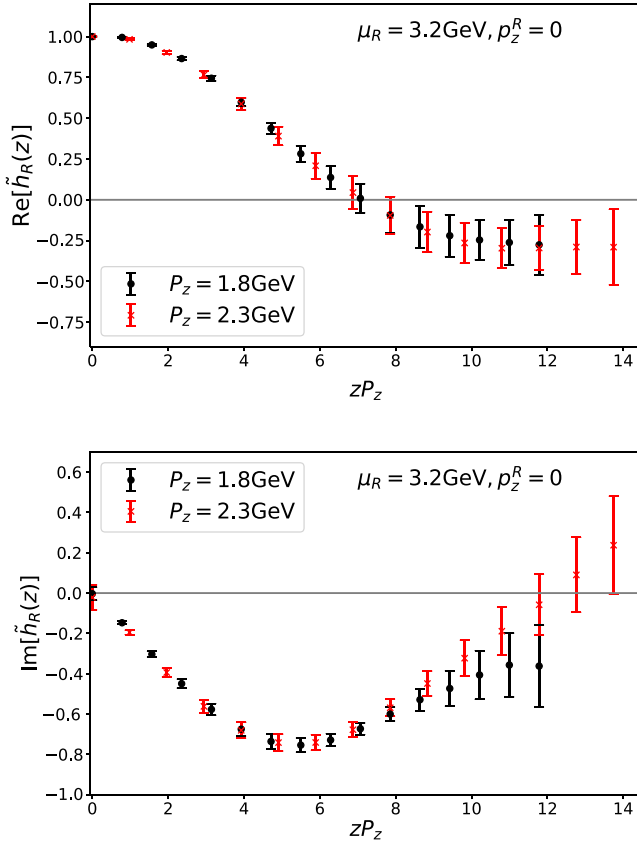 μ_R = 3.2GeV, p_z^R = 0
1.00
0.75
0.50
0.25
0.00
−0.25
−0.50
−0.75
Re[h̃_R(z)]
P_z = 1.8GeV
P_z = 2.3GeV
0 2 4 6 8 10 12 14
zP_z
P_z = 1.8GeV
P_z = 2.3GeV
μ_R = 3.2GeV, p_z^R = 0
0.6
0.4
0.2
0.0
−0.2
−0.4
−0.6
−0.8
−1.0
Im[h̃_R(z)]
0 2 4 6 8 10 12 14
zP_z